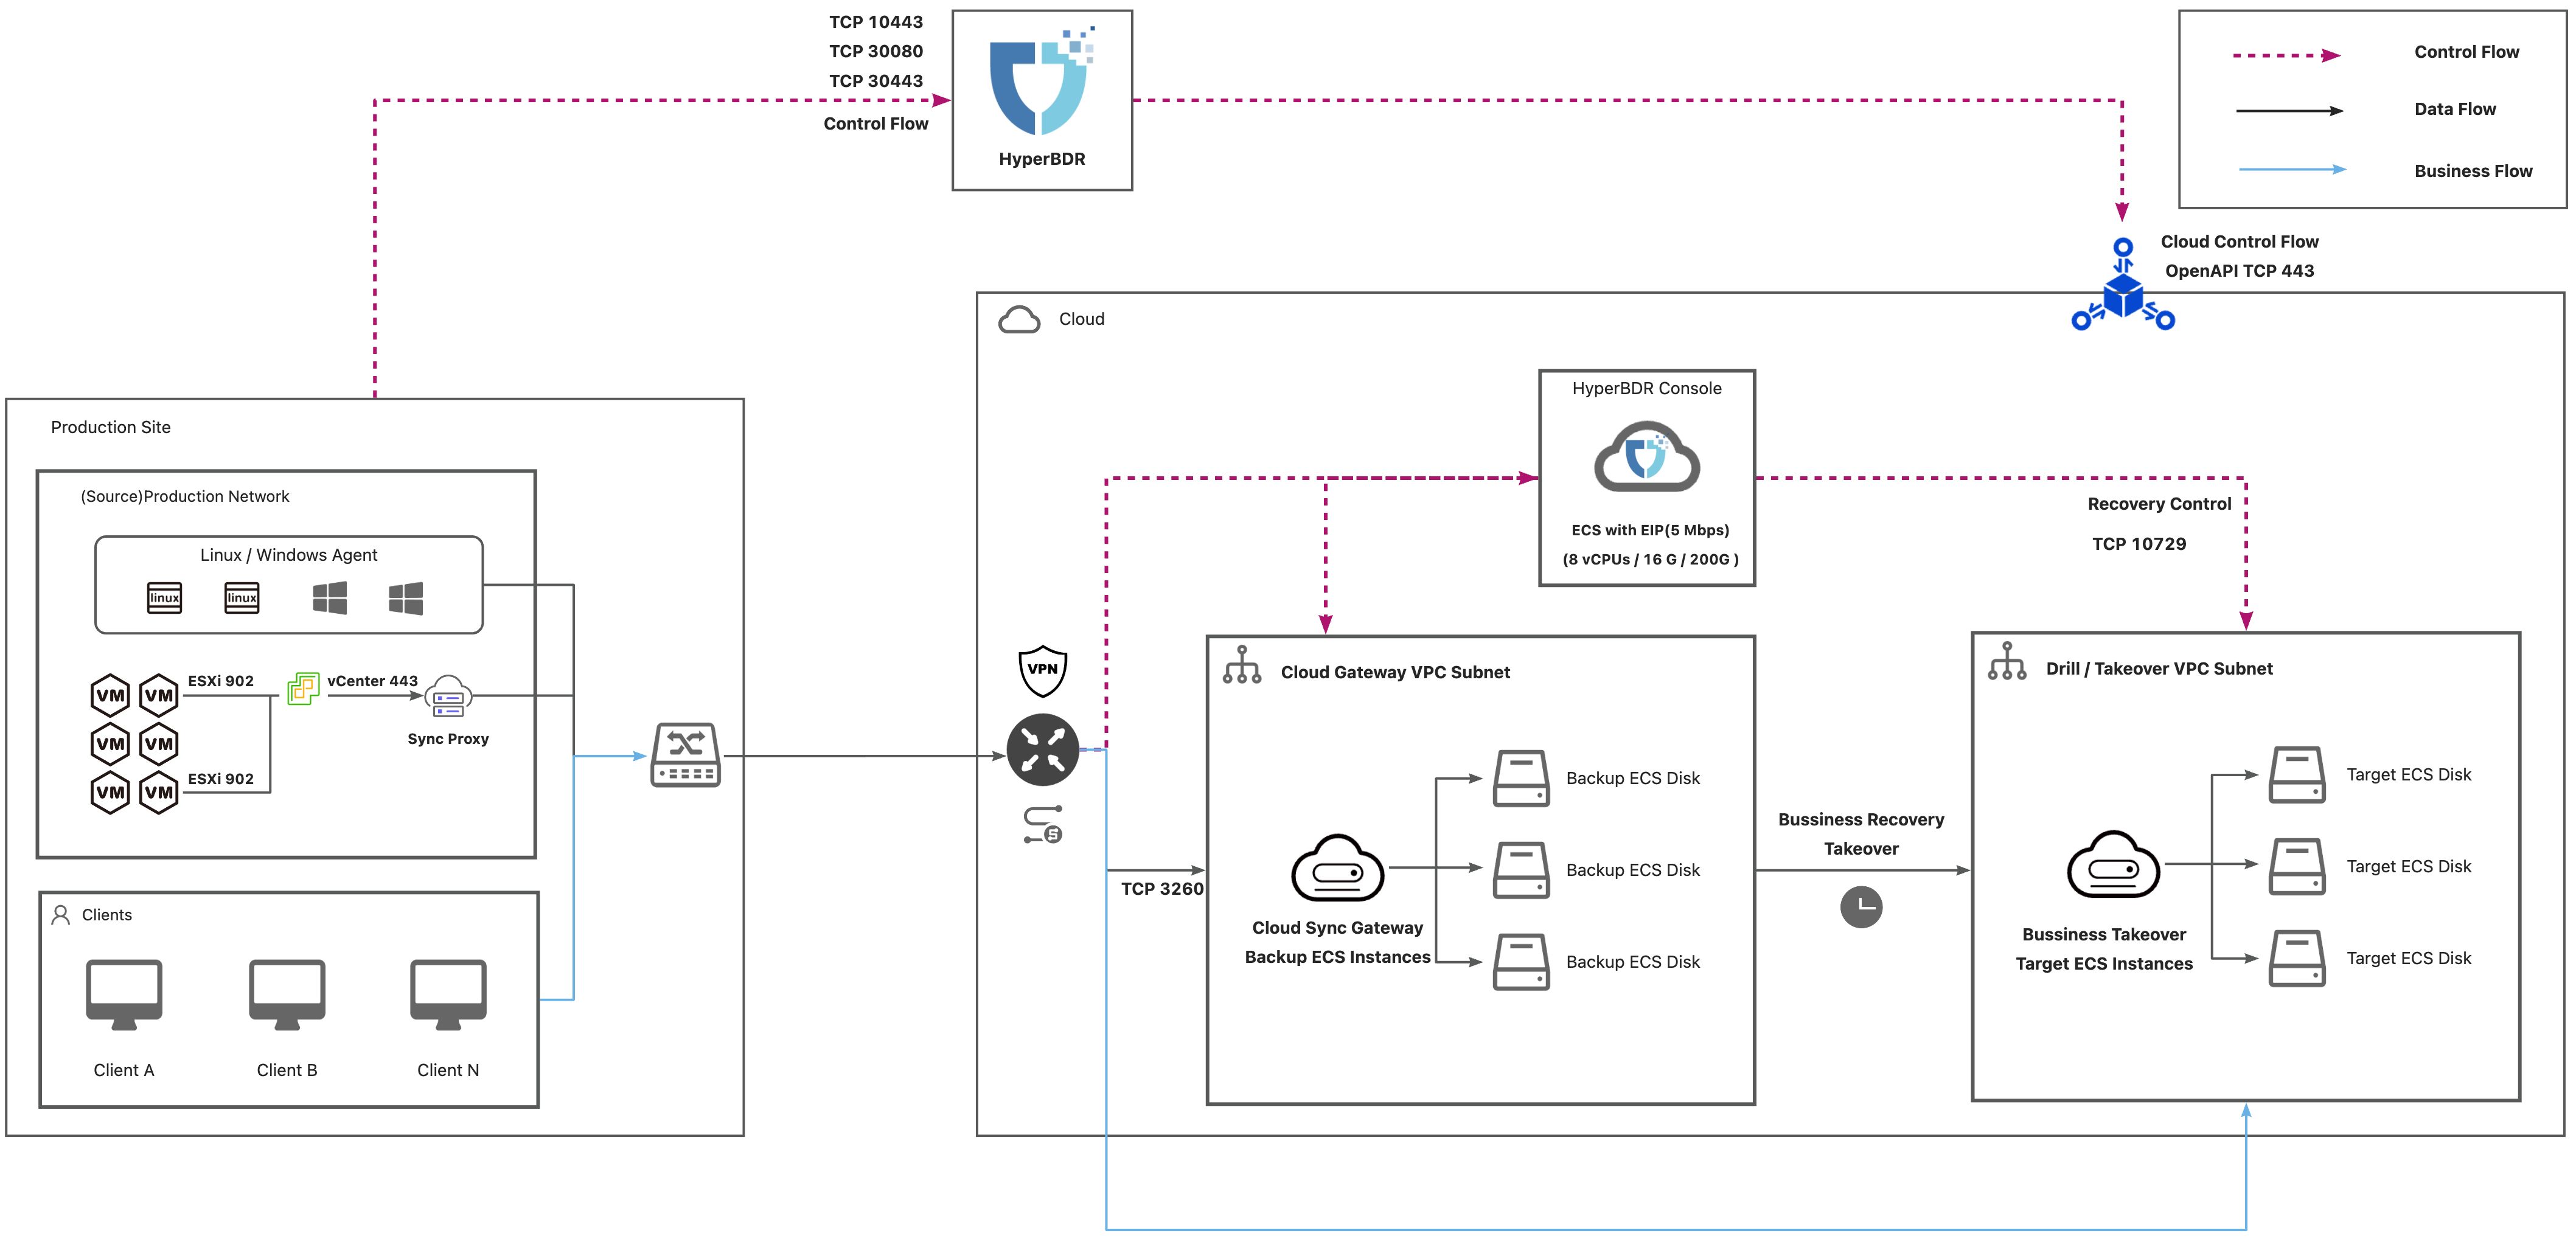 TCP 10443
TCP 30080
TCP 30443
Control Flow
HyperBDR
Control Flow
Data Flow
Business Flow
Cloud Control Flow
OpenAPI TCP 443
Cloud
HyperBDR Console
ECS with EIP(5 Mbps)
(8 vCPUs / 16 G / 200G )
Recovery Control
TCP 10729
Production Site
(Source)Production Network
Linux / Windows Agent
linux
linux
VM
VM
ESXi 902
vCenter 443
VM
VM
Sync Proxy
VM
VM
ESXi 902
Clients
Client A
Client B
Client N
VPN
S
TCP 3260
Cloud Gateway VPC Subnet
Backup ECS Disk
Backup ECS Disk
Backup ECS Disk
Cloud Sync Gateway
Backup ECS Instances
Bussiness Recovery
Takeover
Drill / Takeover VPC Subnet
Target ECS Disk
Target ECS Disk
Target ECS Disk
Bussiness Takeover
Target ECS Instances